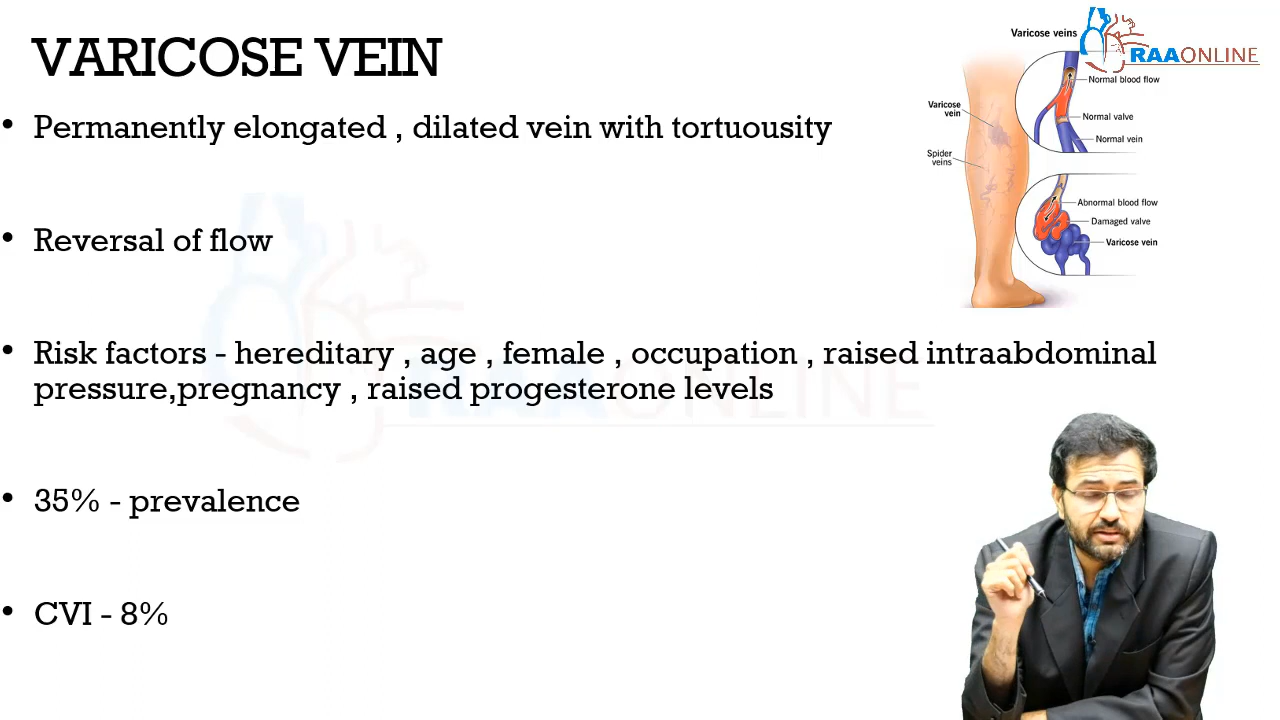 VARICOSE VEIN
• Permanently elongated , dilated vein with tortuousity
• Reversal of flow
• Risk factors - hereditary , age , female , occupation , raised intraabdominal
pressure,pregnancy , raised progesterone levels
• 35% - prevalence
• CVI - 8%
Varicose veins
RAAONLINE
Normal blood flow
Varicose
vein
Normal valve
Normal vein
Spider
veins
Abnormal blood flow
Damaged valve
Varicose vein
RAAONLINE